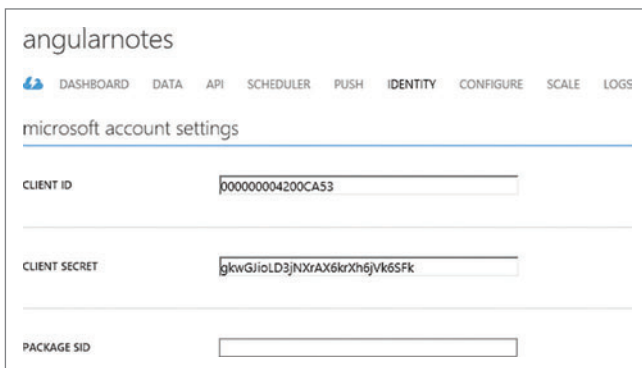 angularnotes
DASHBOARD DATA API SCHEDULER PUSH IDENTITY CONFIGURE SCALE LOGS
microsoft account settings
CLIENT ID 000000004200CA53
CLIENT SECRET gkwGJioLD3jNXrAX6krXh6jVk6SFk
PACKAGE SID